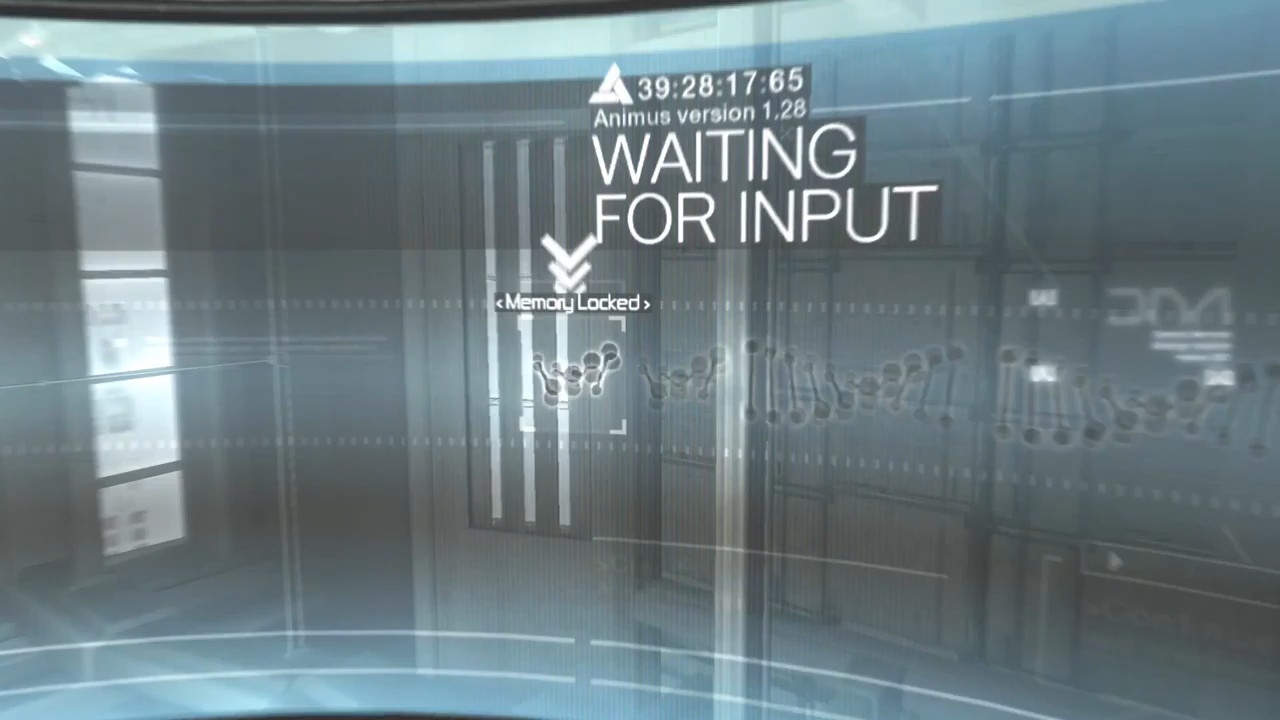 39:28:17:65
Animus version 1.28
WAITING
FOR INPUT
‹ Memory Locked ›